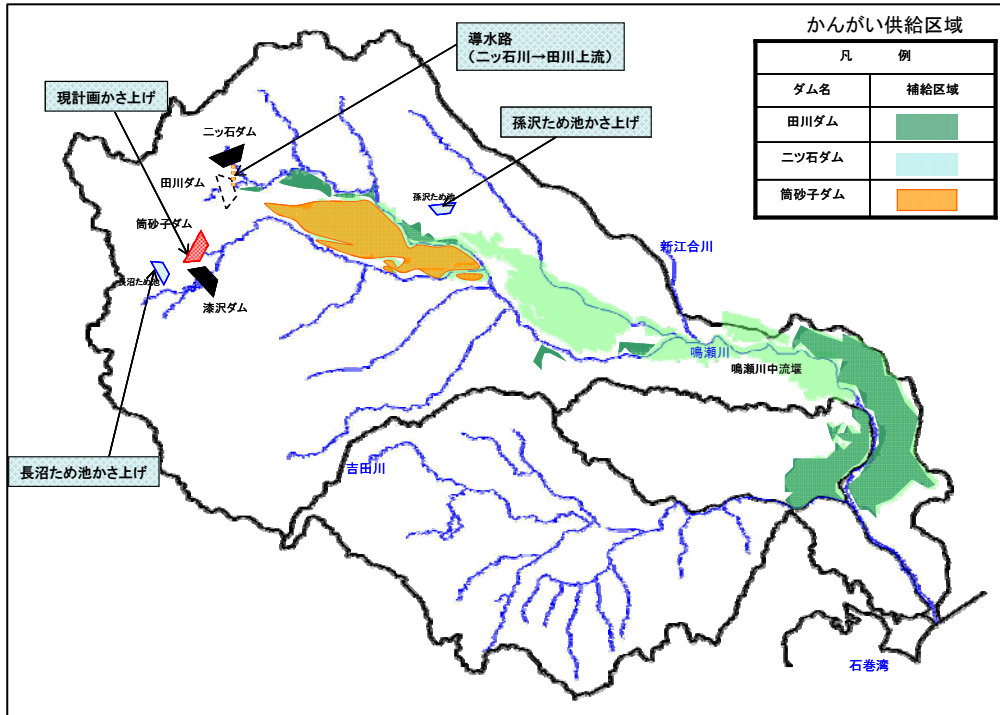 かんがい供給区域
凡　例
ダム名
補給区域
田川ダム
二ツ石ダム
筒砂子ダム
導水路
（二ッ石川→田川上流）
現計画かさ上げ
孫沢ため池かさ上げ
二ッ石ダム
田川ダム
孫沢ため池
筒砂子ダム
新江合川
長沼ため池
漆沢ダム
鳴瀬川
鳴瀬川中流堰
長沼ため池かさ上げ
吉田川
石巻湾